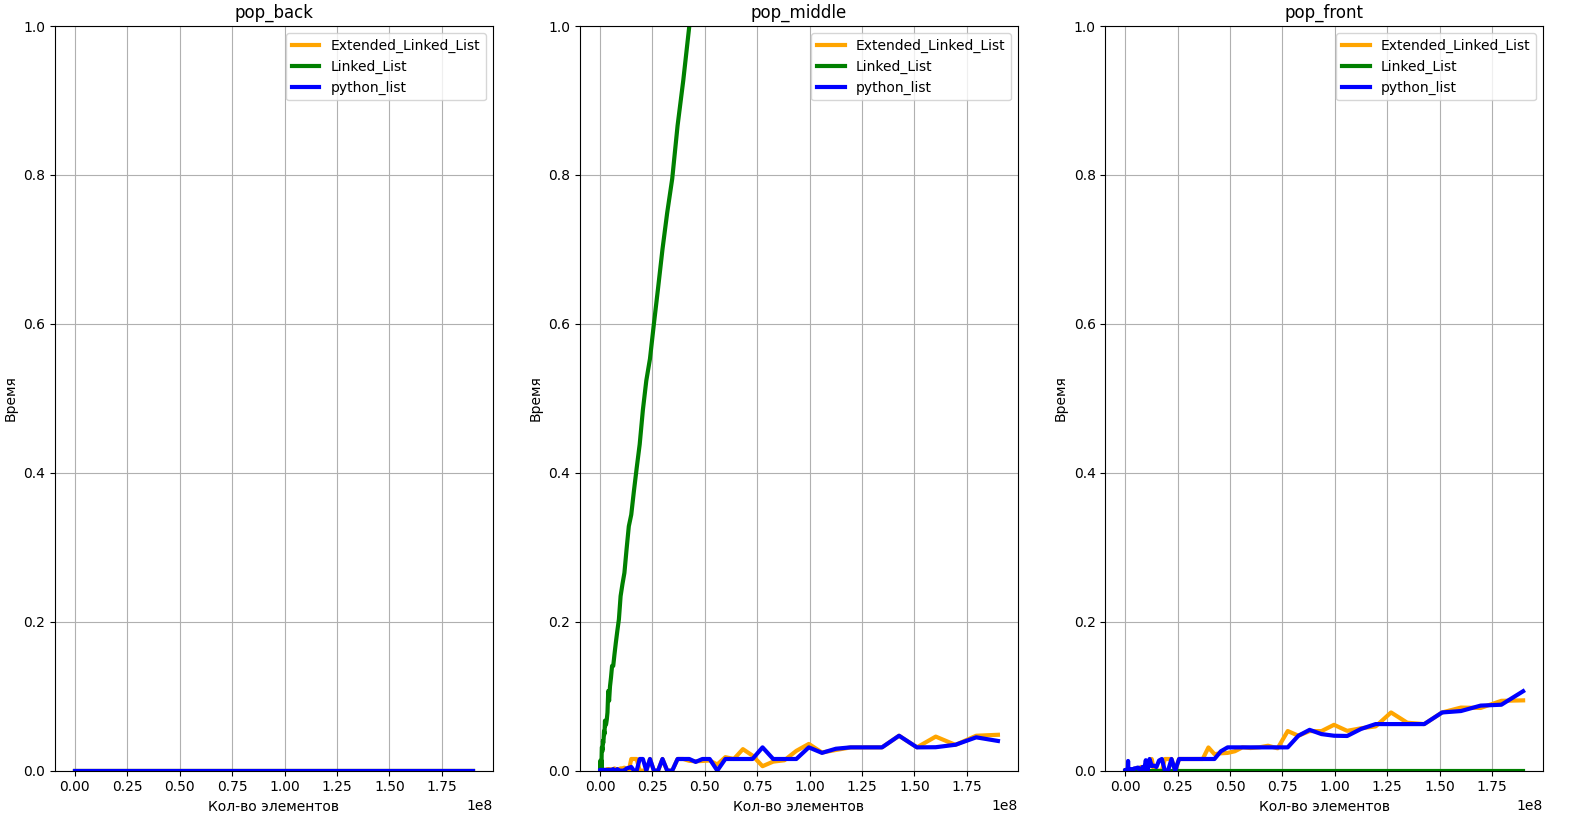 pop_back
1.0
0.8
0.6
0.4
0.2
0.0
Время
Extended_Linked_List
Linked_List
python_list
0.00 0.25 0.50 0.75 1.00 1.25 1.50 1.75
1e8
Кол-во элементов
pop_middle
1.0
0.8
0.6
0.4
0.2
0.0
Время
Extended_Linked_List
Linked_List
python_list
0.00 0.25 0.50 0.75 1.00 1.25 1.50 1.75
1e8
Кол-во элементов
pop_front
1.0
0.8
0.6
0.4
0.2
0.0
Время
Extended_Linked_List
Linked_List
python_list
0.00 0.25 0.50 0.75 1.00 1.25 1.50 1.75
1e8
Кол-во элементов